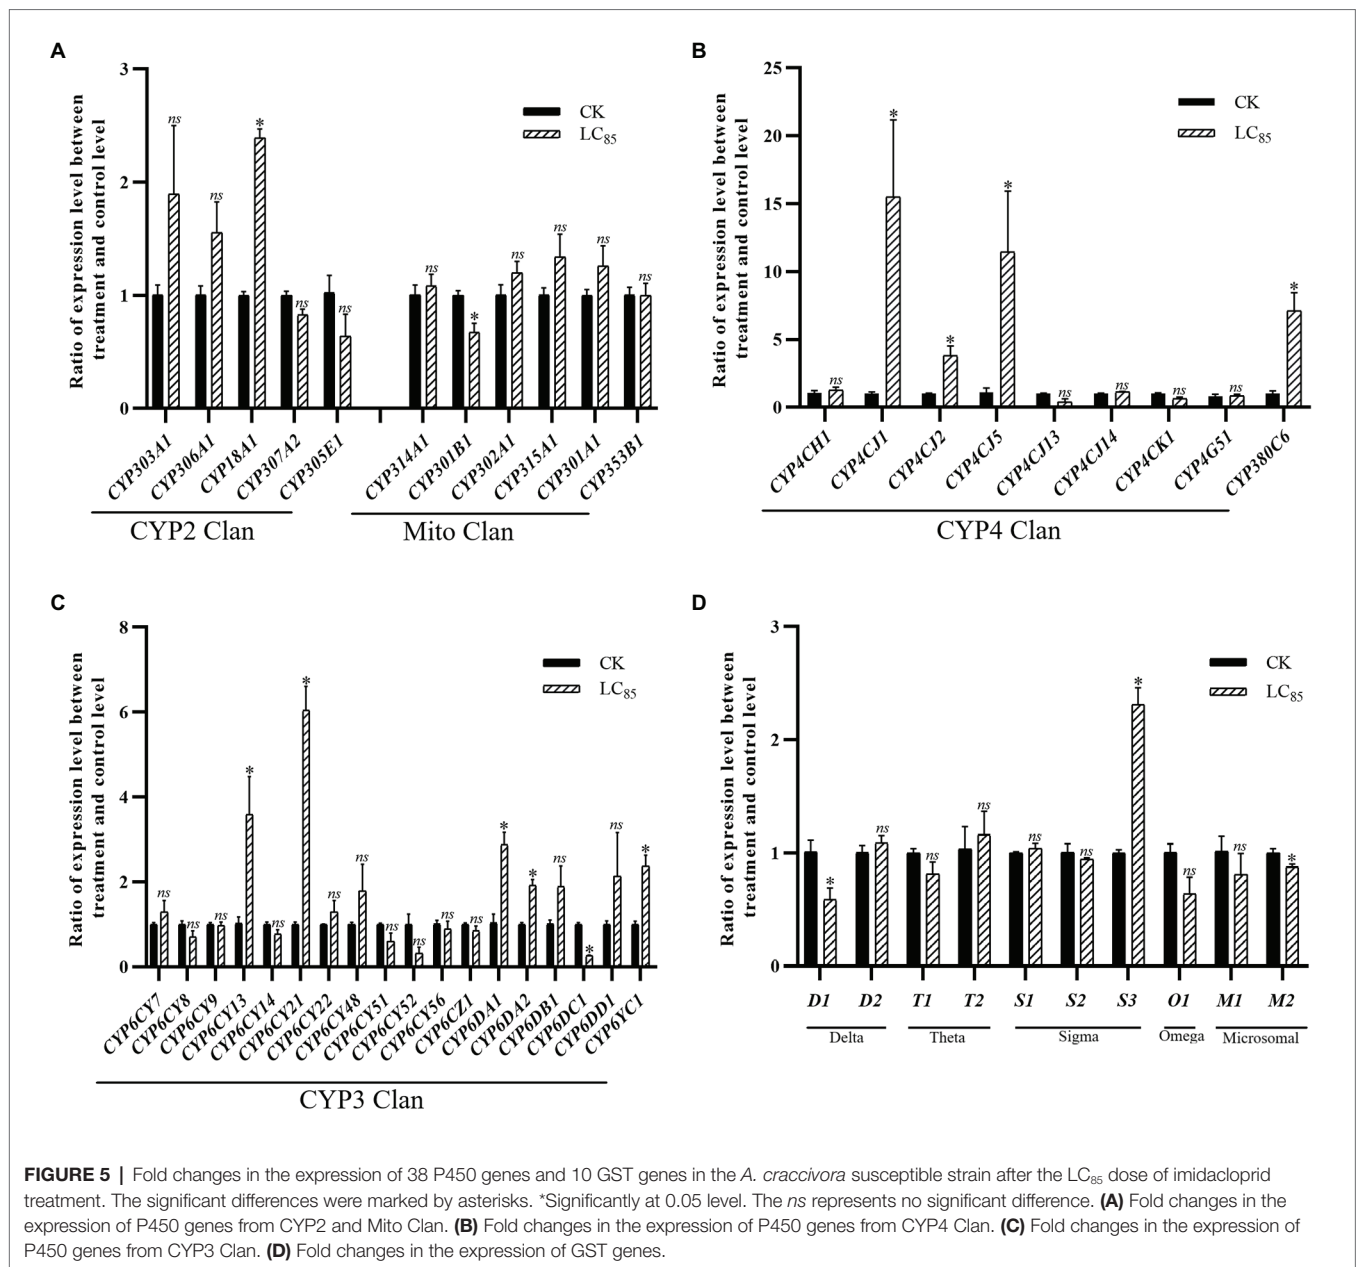 A
Ratio of expression level between
treatment and control level
3
2
1
0
CK
LC85
ns
ns
*
ns
ns
ns
*
ns
ns
ns
ns
CYP303A1
CYP306A1
CYP18A1
CYP307A2
CYP305E1
CYP314A1
CYP301B1
CYP302A1
CYP315A1
CYP301A1
CYP353B1
CYP2 Clan
Mito Clan
B
Ratio of expression level between
treatment and control level
25
20
15
10
5
0
CK
LC85
ns
*
*
*
ns
ns
ns
ns
*
CYP4CH1
CYP4CJ1
CYP4CJ2
CYP4CJ5
CYP4CJ13
CYP4CJ14
CYP4CK1
CYP4G51
CYP380C6
CYP4 Clan
C
Ratio of expression level between
treatment and control level
8
6
4
2
0
CK
LC85
ns
ns
ns
*
ns
*
ns
ns
ns
ns
ns
ns
*
*
ns
*
ns
*
CYP6CY7
CYP6CY8
CYP6CY9
CYP6CY13
CYP6CY14
CYP6CY21
CYP6CY22
CYP6CY48
CYP6CY51
CYP6CY52
CYP6CY56
CYP6CZ1
CYP6DA1
CYP6DA2
CYP6DB1
CYP6DC1
CYP6DD1
CYP6YC1
CYP3 Clan
D
Ratio of expression level between
treatment and control level
3
2
1
0
CK
LC85
*
ns
ns
ns
ns
ns
*
ns
ns
*
D1 D2 T1 T2 S1 S2 S3 O1 M1 M2
Delta Theta Sigma Omega Microsomal
FIGURE 5 | Fold changes in the expression of 38 P450 genes and 10 GST genes in the A. craccivora susceptible strain after the LC85 dose of imidacloprid
treatment. The significant differences were marked by asterisks. *Significantly at 0.05 level. The ns represents no significant difference. (A) Fold changes in the
expression of P450 genes from CYP2 and Mito Clan. (B) Fold changes in the expression of P450 genes from CYP4 Clan. (C) Fold changes in the expression of
P450 genes from CYP3 Clan. (D) Fold changes in the expression of GST genes.